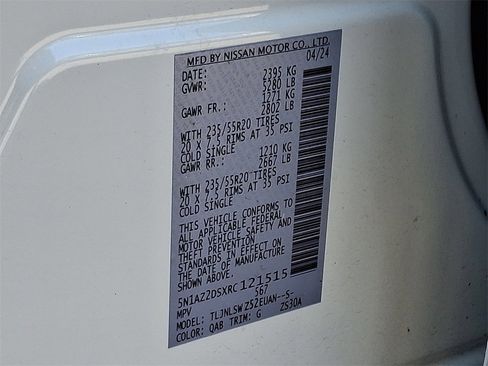 MFD BY NISSAN MOTOR CO., LTD.
DATE: 04/24
GVWR: 2395 KG
5280 LB
GAWR FR.: 1271 KG
2802 LB
WITH 235/55R20 TIRES
20 X 7.5 RIMS AT 35 PSI
COLD SINGLE
GAWR RR.: 1210 KG
2667 LB
WITH 235/55R20 TIRES
20 X 7.5 RIMS AT 35 PSI
COLD SINGLE
THIS VEHICLE CONFORMS TO
ALL APPLICABLE FEDERAL
MOTOR VEHICLE SAFETY AND
THEFT PREVENTION
STANDARDS IN EFFECT ON
THE DATE OF MANUFACTURE
SHOWN ABOVE.
5N1AZ2DSXRC121515
MPV 567
MODEL: TLJNLSWZ52EUAN--S-
COLOR: QAB TRIM: G ZS30A